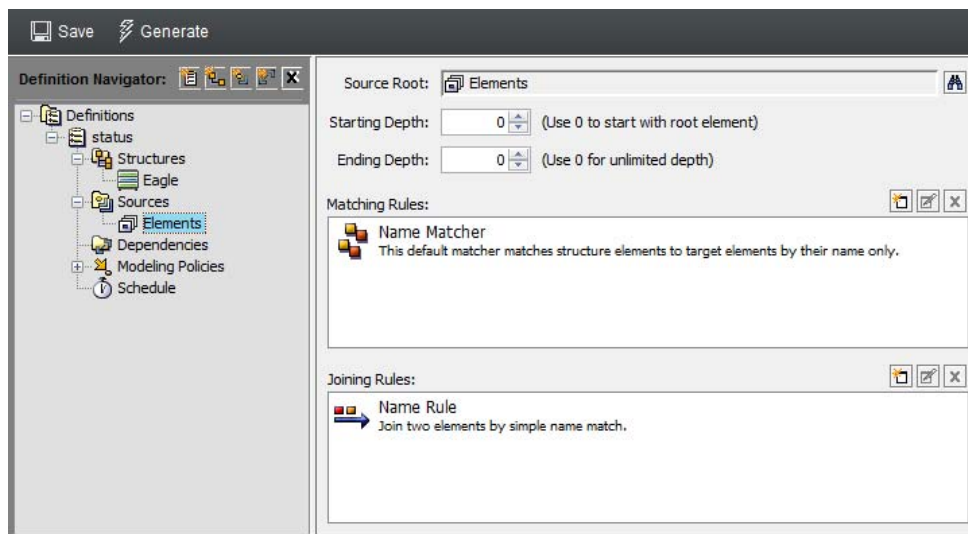 Save Generate
Definition Navigator:
Definitions
status
Structures
Eagle
Sources
Elements
Dependencies
Modeling Policies
Schedule
Source Root: Elements
Starting Depth: 0 (Use 0 to start with root element)
Ending Depth: 0 (Use 0 for unlimited depth)
Matching Rules:
Name Matcher
This default matcher matches structure elements to target elements by their name only.
Joining Rules:
Name Rule
Join two elements by simple name match.